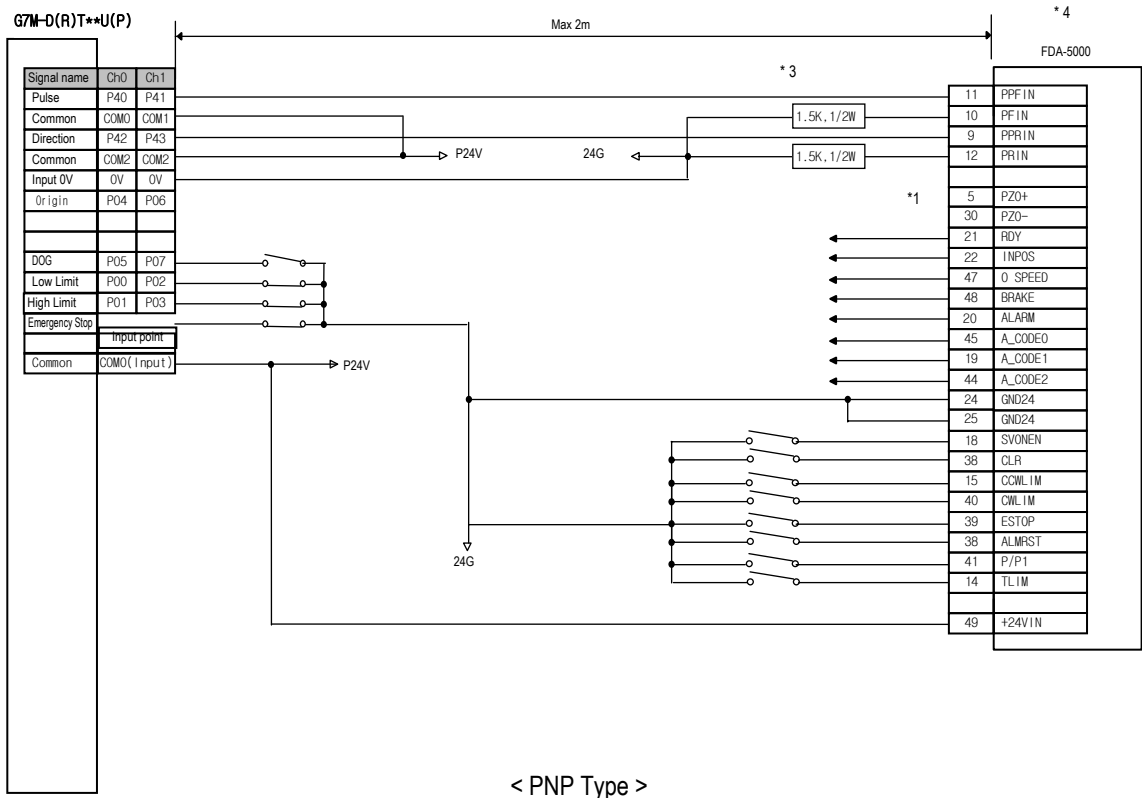 G7M-D(R)T**U(P)
Max 2m
* 4
FDA-5000
* 3
Signal name Ch0 Ch1
Pulse P40 P41
Common COM0 COM1
Direction P42 P43
Common COM2 COM2
Input 0V 0V 0V
Origin P04 P06
DOG P05 P07
Low Limit P00 P02
High Limit P01 P03
Emergency Stop
Input point
Common COM0(Input)
P24V
24G
1.5K,1/2W
1.5K,1/2W
*1
P24V
24G
11 PPFIN
10 PFIN
9 PPRIN
12 PRIN
5 PZO+
30 PZO-
21 RDY
22 INPOS
47 0 SPEED
48 BRAKE
20 ALARM
45 A_CODE0
19 A_CODE1
44 A_CODE2
24 GND24
25 GND24
18 SVONEN
38 CLR
15 CCWLIM
40 CWLIM
39 ESTOP
38 ALMRST
41 P/P1
14 TLIM
49 +24VIN
< PNP Type >